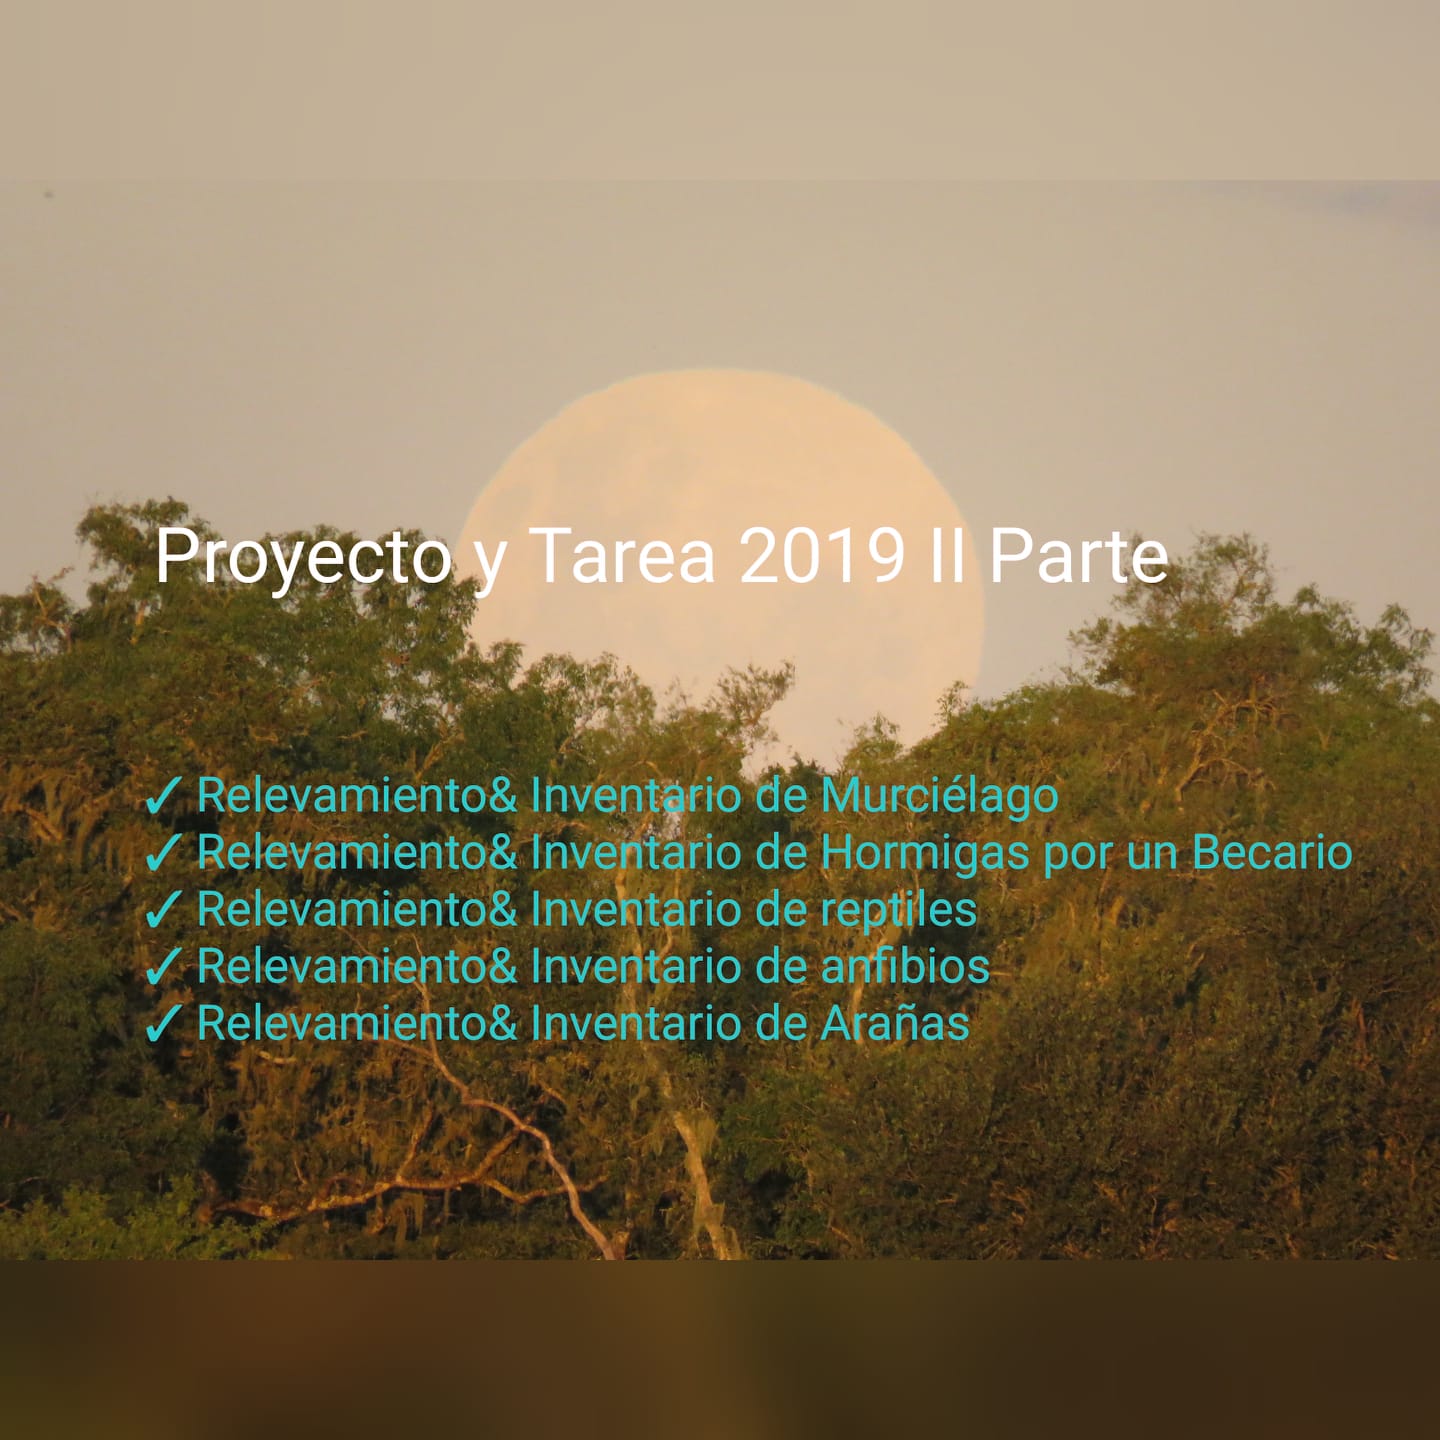 Proyecto y Tarea 2019 II Parte
✓ Relevamiento& Inventario de Murciélago
✓ Relevamiento& Inventario de Hormigas por un Becario
✓ Relevamiento& Inventario de reptiles
✓ Relevamiento& Inventario de anfibios
✓ Relevamiento& Inventario de Arañas